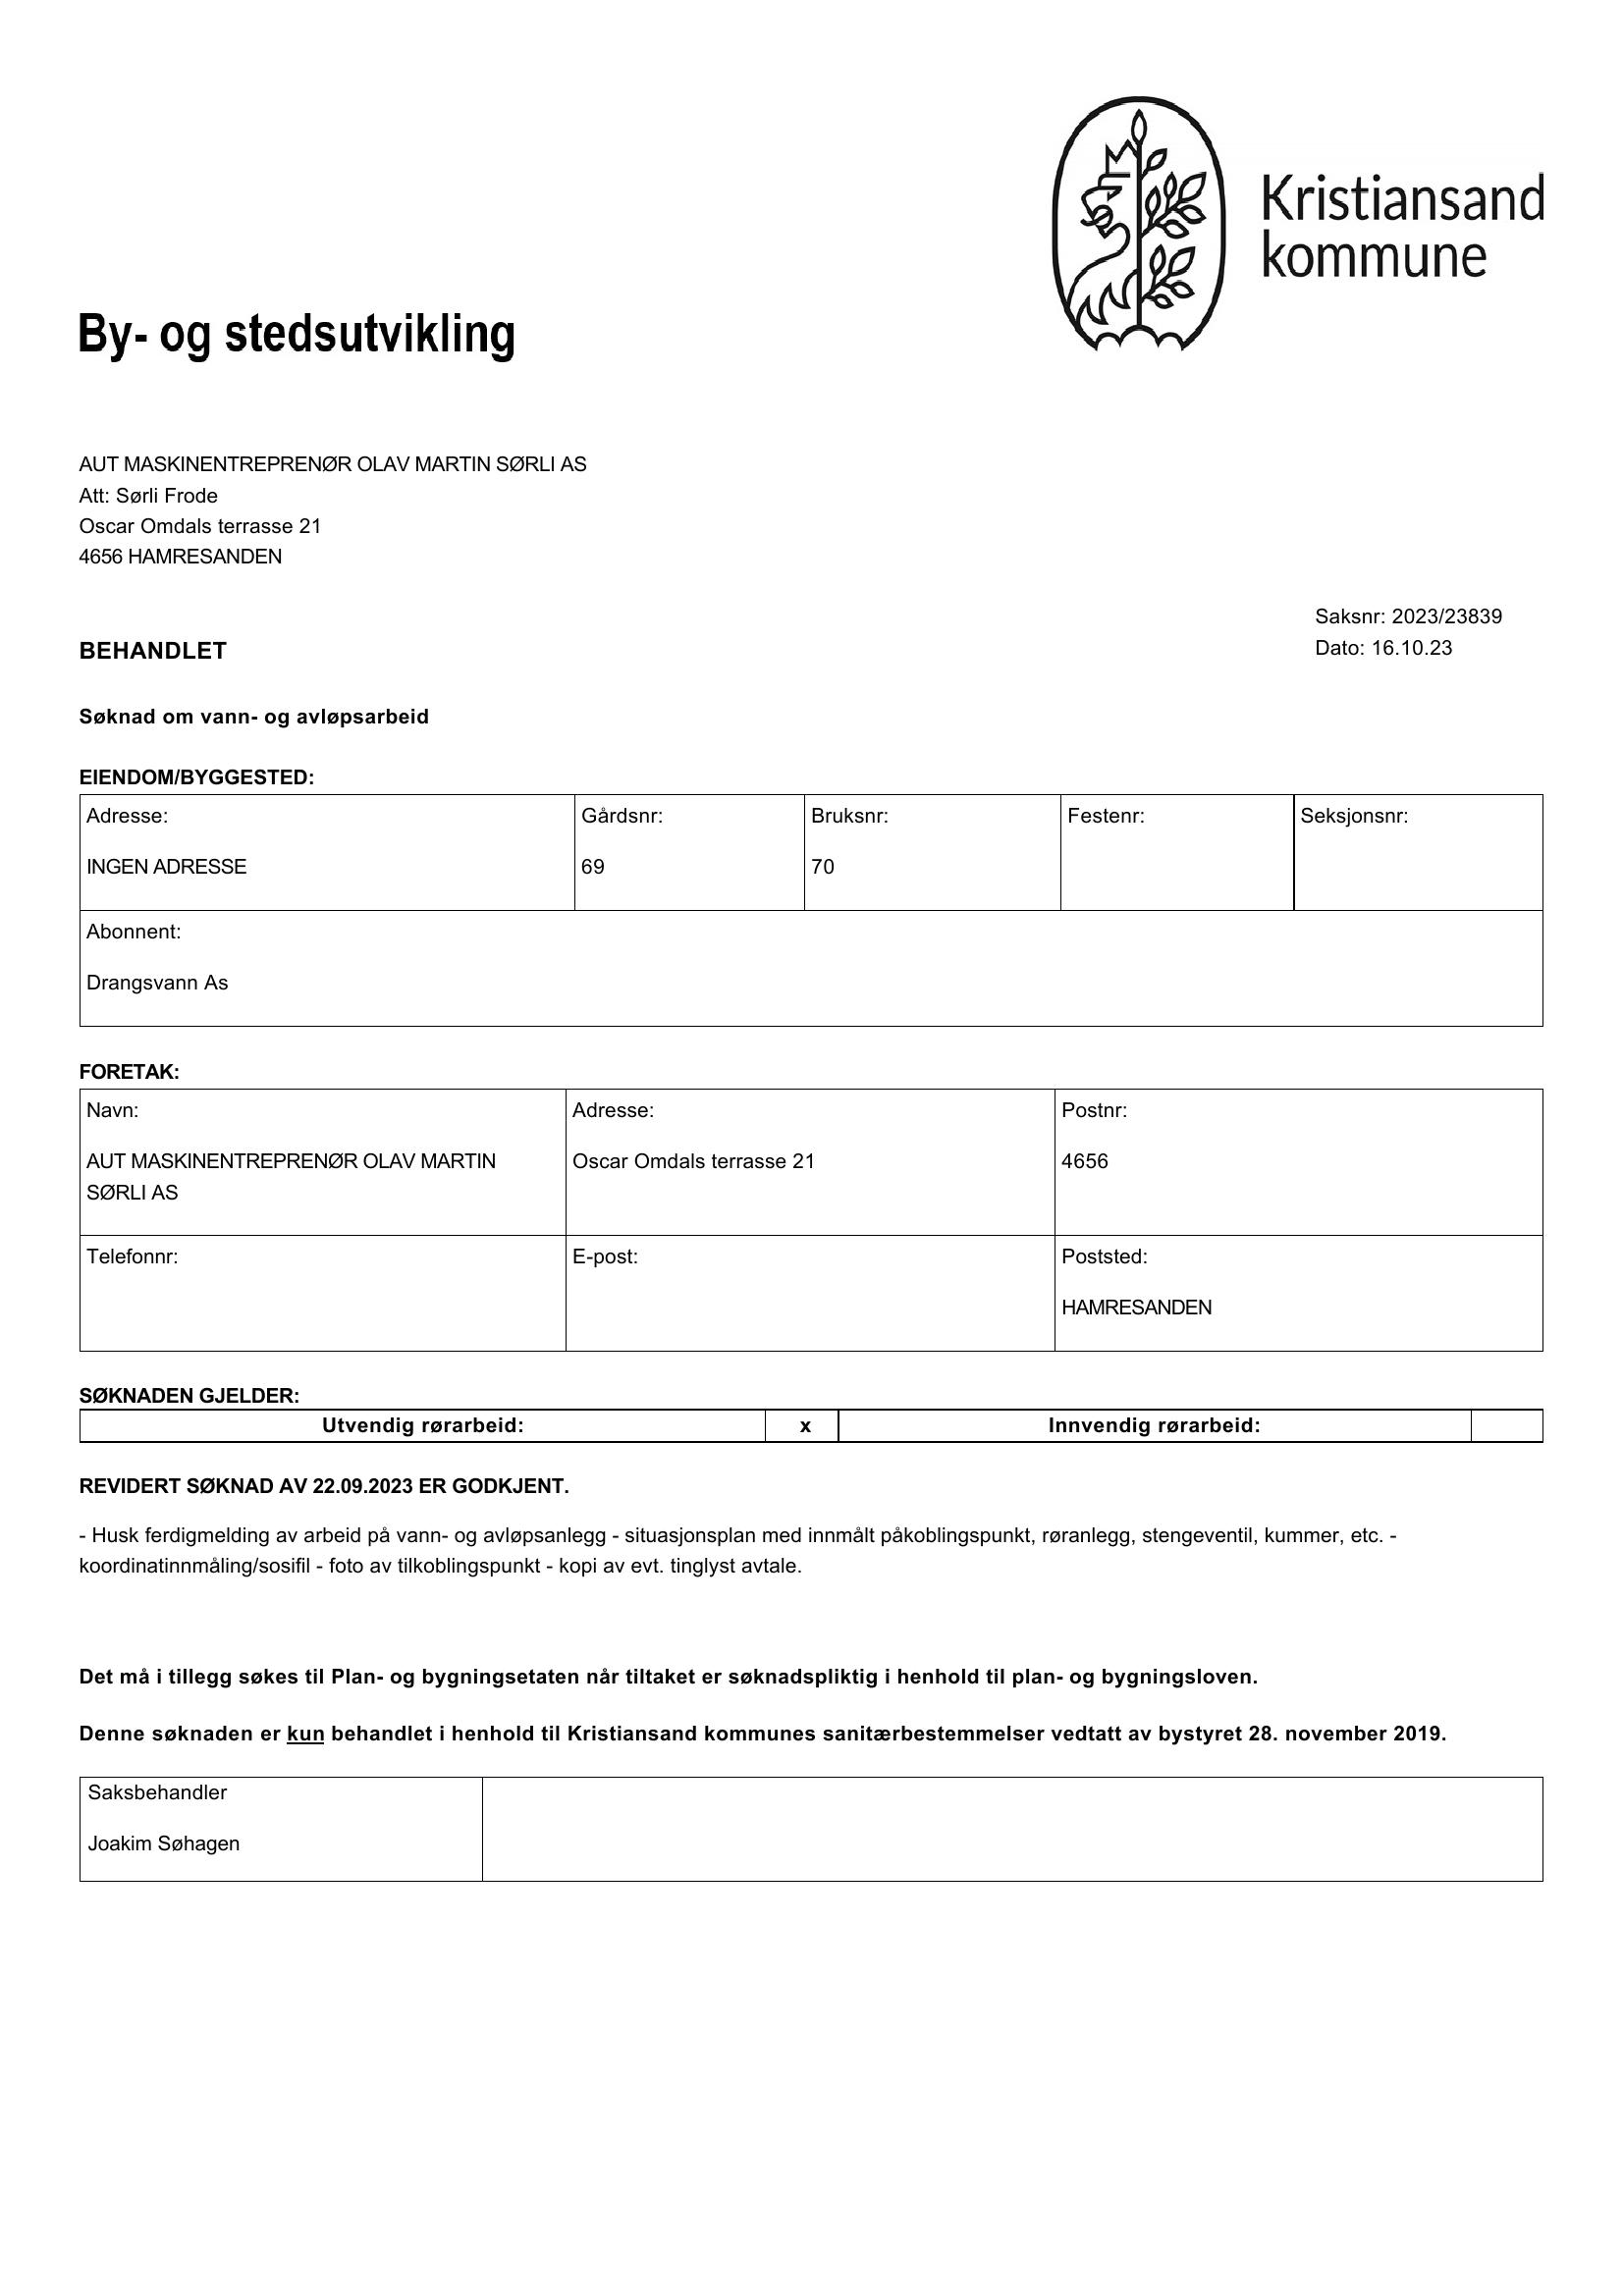 Kristiansand
kommune
By- og stedsutvikling
AUT MASKINENTREPRENØR OLAV MARTIN SØRLI AS
Att: Sørli Frode
Oscar Omdals terrasse 21
4656 HAMRESANDEN
Saksnr: 2023/23839
BEHANDLET
Dato: 16.10.23
Søknad om vann- og avløpsarbeid
EIENDOM/BYGGESTED:
Adresse: Gårdsnr: Bruksnr: Festenr: Seksjonsnr:
INGEN ADRESSE 69 70
Abonnent:
Drangsvann As
FORETAK:
Navn: Adresse: Postnr:
AUT MASKINENTREPRENØR OLAV MARTIN Oscar Omdals terrasse 21 4656
SØRLI AS
Telefonnr: E-post: Poststed:
HAMRESANDEN
SØKNADEN GJELDER:
Utvendig rørarbeid: x Innvendig rørarbeid:
REVIDERT SØKNAD AV 22.09.2023 ER GODKJENT.
- Husk ferdigmelding av arbeid på vann- og avløpsanlegg - situasjonsplan med innmålt påkoblingspunkt, røranlegg, stengeventil, kummer, etc. -
koordinatinnmåling/sosifil - foto av tilkoblingspunkt - kopi av evt. tinglyst avtale.
Det må i tillegg søkes til Plan- og bygningsetaten når tiltaket er søknadspliktig i henhold til plan- og bygningsloven.
Denne søknaden er kun behandlet i henhold til Kristiansand kommunes sanitærbestemmelser vedtatt av bystyret 28. november 2019.
Saksbehandler
Joakim Søhagen